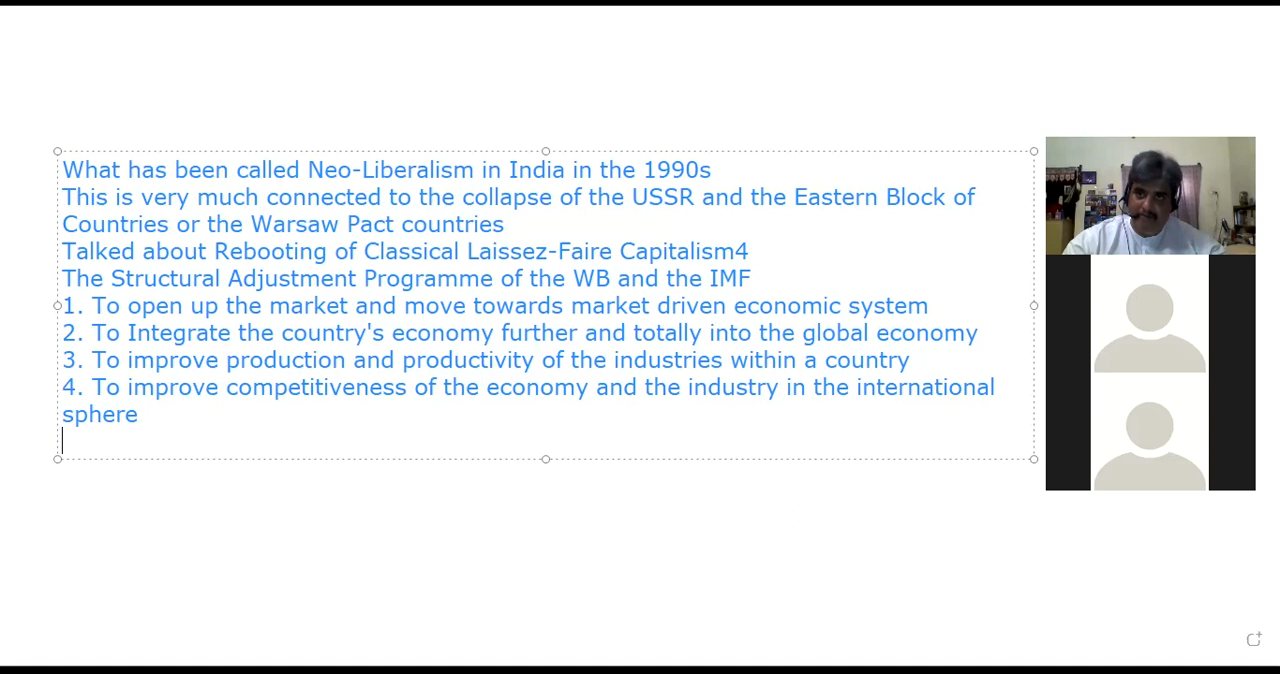 What has been called Neo-Liberalism in India in the 1990s
This is very much connected to the collapse of the USSR and the Eastern Block of
Countries or the Warsaw Pact countries
Talked about Rebooting of Classical Laissez-Faire Capitalism4
The Structural Adjustment Programme of the WB and the IMF
1. To open up the market and move towards market driven economic system
2. To Integrate the country's economy further and totally into the global economy
3. To improve production and productivity of the industries within a country
4. To improve competitiveness of the economy and the industry in the international
sphere